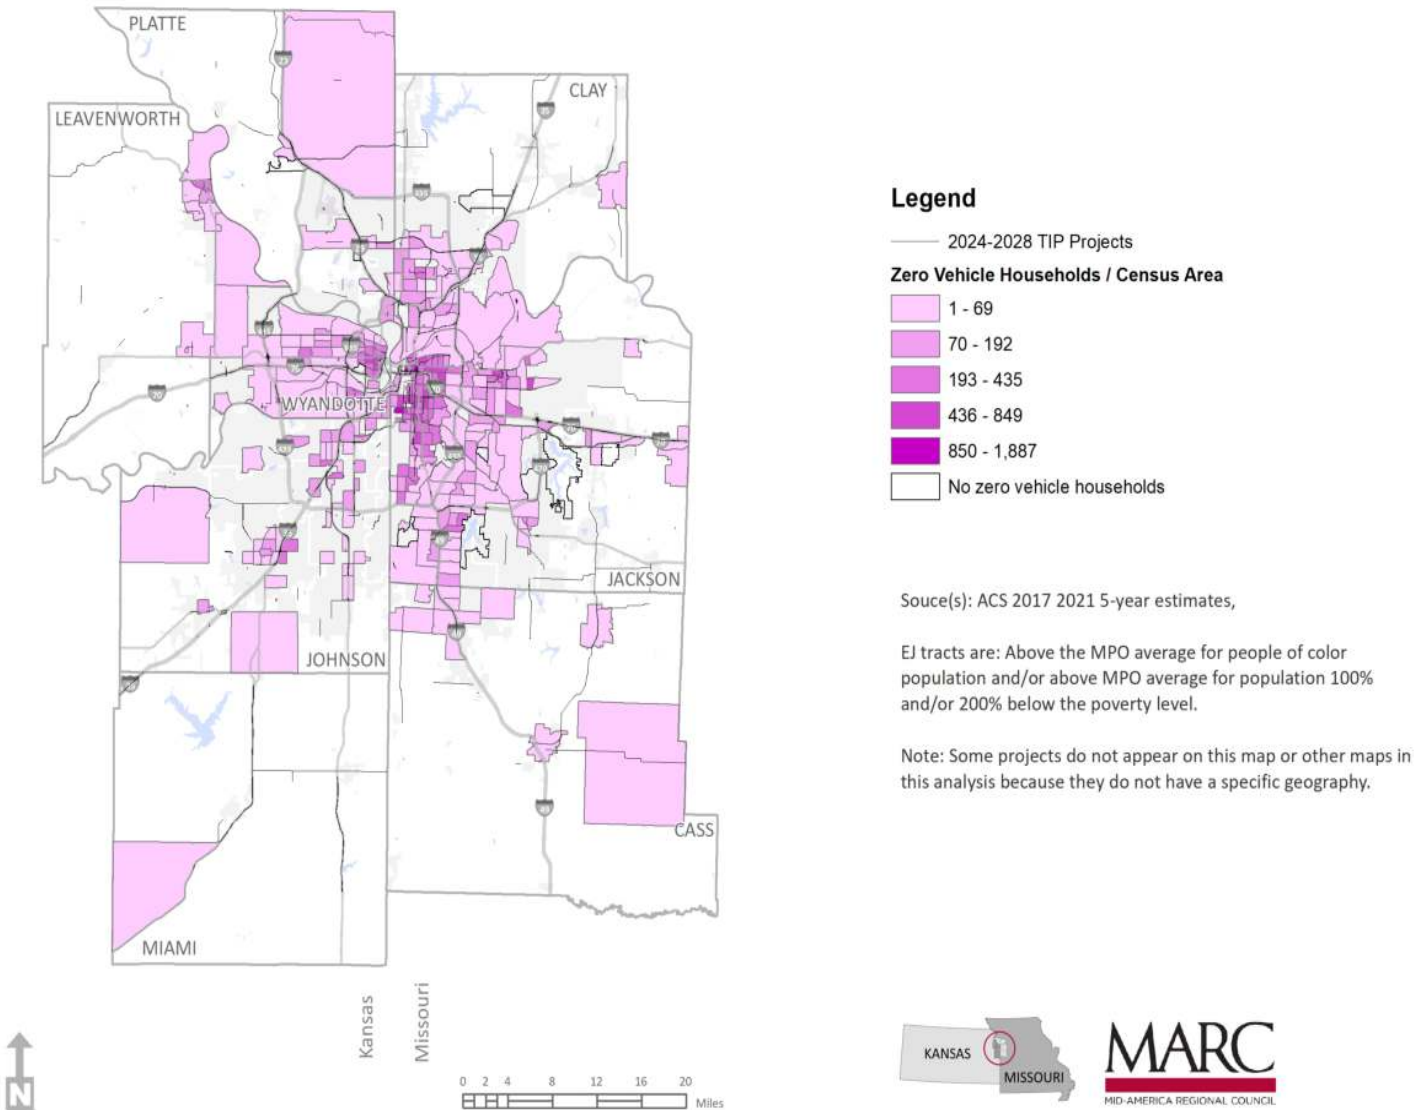 PLATTE
CLAY
LEAVENWORTH
WYANDOTTE
JACKSON
JOHNSON
CASS
MIAMI
Kansas
Missouri
N
0 2 4 8 12 16 20
Miles
Legend
2024-2028 TIP Projects
Zero Vehicle Households / Census Area
1 - 69
70 - 192
193 - 435
436 - 849
850 - 1,887
No zero vehicle households
Souce(s): ACS 2017 2021 5-year estimates,
EJ tracts are: Above the MPO average for people of color
population and/or above MPO average for population 100%
and/or 200% below the poverty level.
Note: Some projects do not appear on this map or other maps in
this analysis because they do not have a specific geography.
KANSAS
MISSOURI
MARC
MID-AMERICA REGIONAL COUNCIL